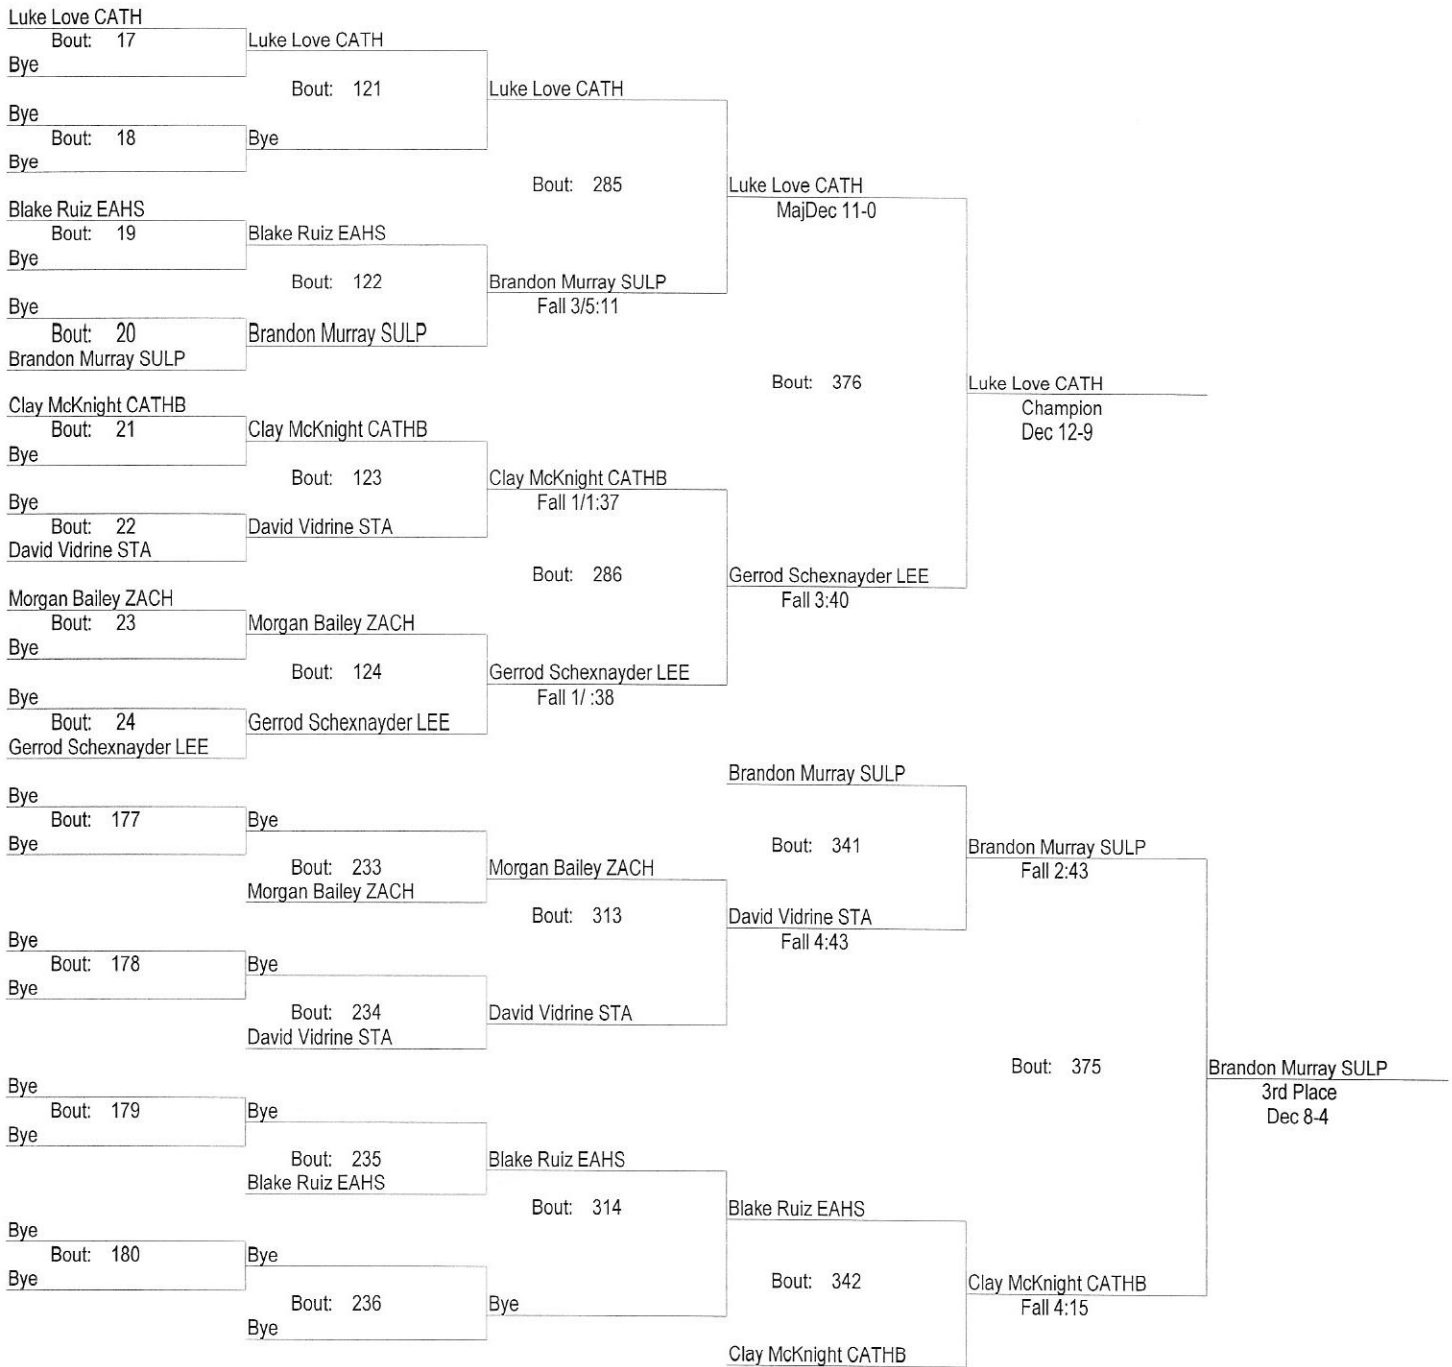 Luke Love CATH
Bout: 17
Bye
Bye
Bout: 18
Bye
Blake Ruiz EAHS
Bout: 19
Bye
Bye
Bout: 20
Brandon Murray SULP
Clay McKnight CATHB
Bout: 21
Bye
Bye
Bout: 22
David Vidrine STA
Morgan Bailey ZACH
Bout: 23
Bye
Bye
Bout: 24
Gerrod Schexnayder LEE
Luke Love CATH
Bout: 121
Bye
Blake Ruiz EAHS
Bout: 122
Brandon Murray SULP
Clay McKnight CATHB
Bout: 123
David Vidrine STA
Morgan Bailey ZACH
Bout: 124
Gerrod Schexnayder LEE
Luke Love CATH
Bout: 285
Brandon Murray SULP
Fall 3/5:11
Clay McKnight CATHB
Fall 1/1:37
Bout: 286
Gerrod Schexnayder LEE
Fall 1/ :38
Luke Love CATH
MajDec 11-0
Bout: 376
Gerrod Schexnayder LEE
Fall 3:40
Luke Love CATH
Champion
Dec 12-9
Bye
Bout: 177
Bye
Bye
Bout: 178
Bye
Bye
Bout: 179
Bye
Bye
Bout: 180
Bye
Bye
Bout: 233
Morgan Bailey ZACH
Bye
Bout: 234
David Vidrine STA
Bye
Bout: 235
Blake Ruiz EAHS
Bye
Bout: 236
Bye
Morgan Bailey ZACH
Bout: 313
David Vidrine STA
Blake Ruiz EAHS
Bout: 314
Bye
Brandon Murray SULP
Bout: 341
David Vidrine STA
Fall 4:43
Blake Ruiz EAHS
Bout: 342
Clay McKnight CATHB
Brandon Murray SULP
Fall 2:43
Bout: 375
Clay McKnight CATHB
Fall 4:15
Brandon Murray SULP
3rd Place
Dec 8-4